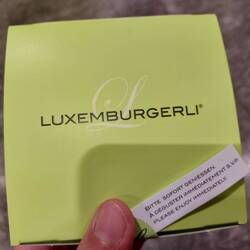 L
LUXEMBURGERLI®
BITTE SOFORT GENIESSEN.
À DÉGUSTER IMMÉDIATEMENT S.V.P.
PLEASE ENJOY IMMEDIATELY.